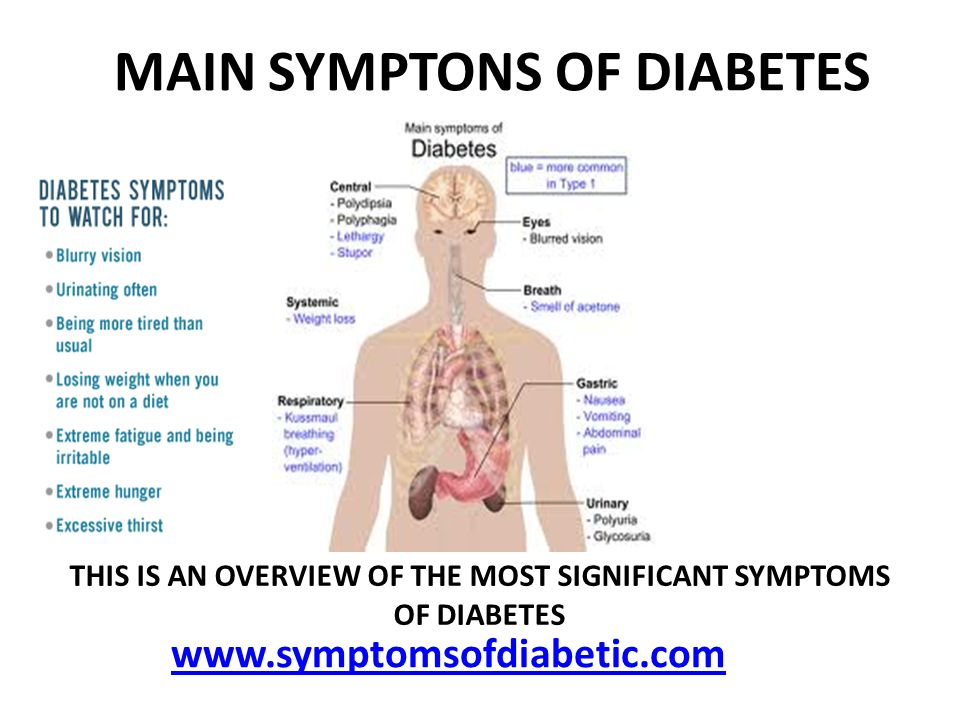 MAIN SYMPTONS OF DIABETES
DIABETES SYMPTOMS
TO WATCH FOR:
Blurry vision
Urinating often
Being more tired than
usual
Losing weight when you
are not on a diet
Extreme fatigue and being
irritable
Extreme hunger
Excessive thirst
Main symptoms of
Diabetes
blue = more common
in Type 1
Central
- Polydipsia
- Polyphagia
- Lethargy
- Stupor
Eyes
- Blurred vision
Breath
- Smell of acetone
Systemic
- Weight loss
Respiratory
- Kussmaul
breathing
(hyper-
ventilation)
Gastric
- Nausea
- Vomiting
- Abdominal
pain
Urinary
- Polyuria
- Glycosuria
THIS IS AN OVERVIEW OF THE MOST SIGNIFICANT SYMPTOMS
OF DIABETES
www.symptomsofdiabetic.com